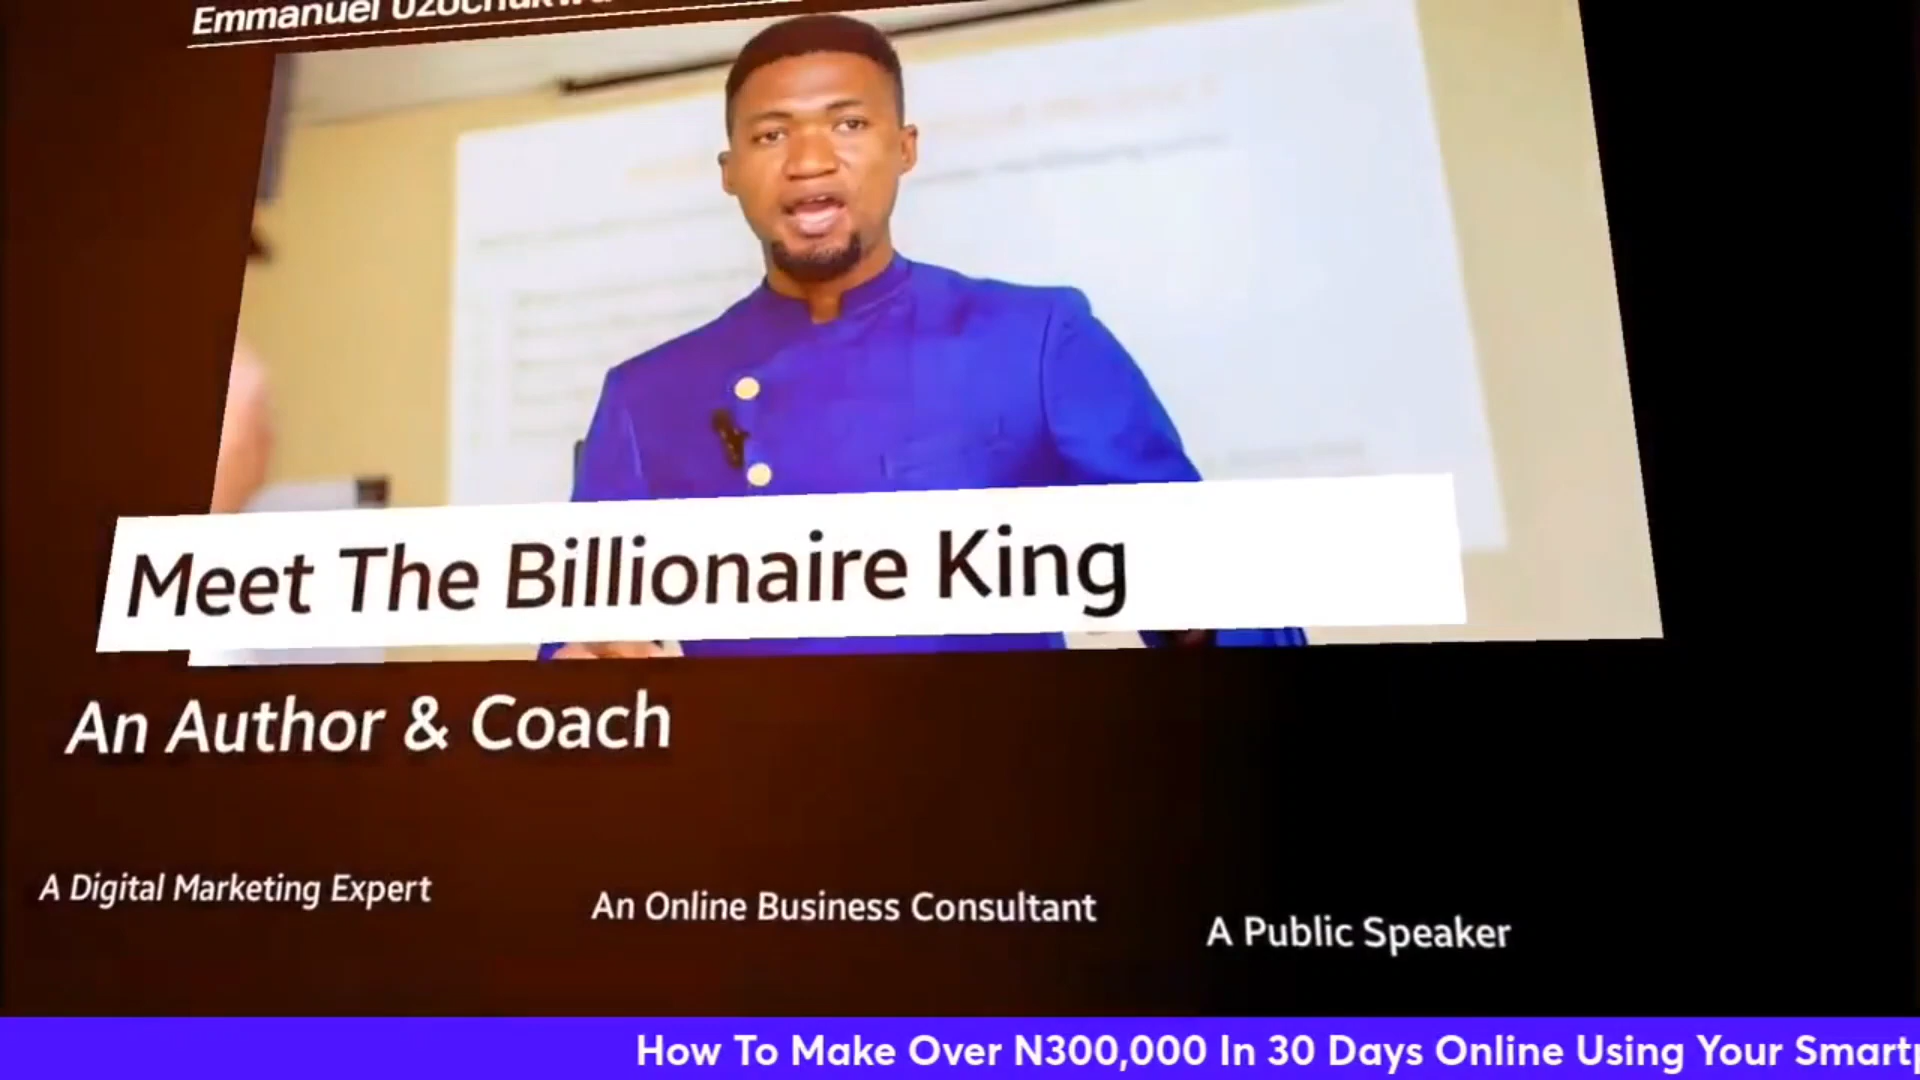 Emmanuel
Meet The Billionaire King
An Author & Coach
A Digital Marketing Expert
An Online Business Consultant
A Public Speaker
How To Make Over N300,000 In 30 Days Online Using Your